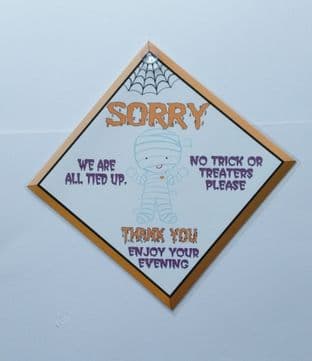 SORRY
WE ARE
ALL TIED UP.
NO TRICK OR
TREATERS
PLEASE
THANK YOU
ENJOY YOUR
EVENING